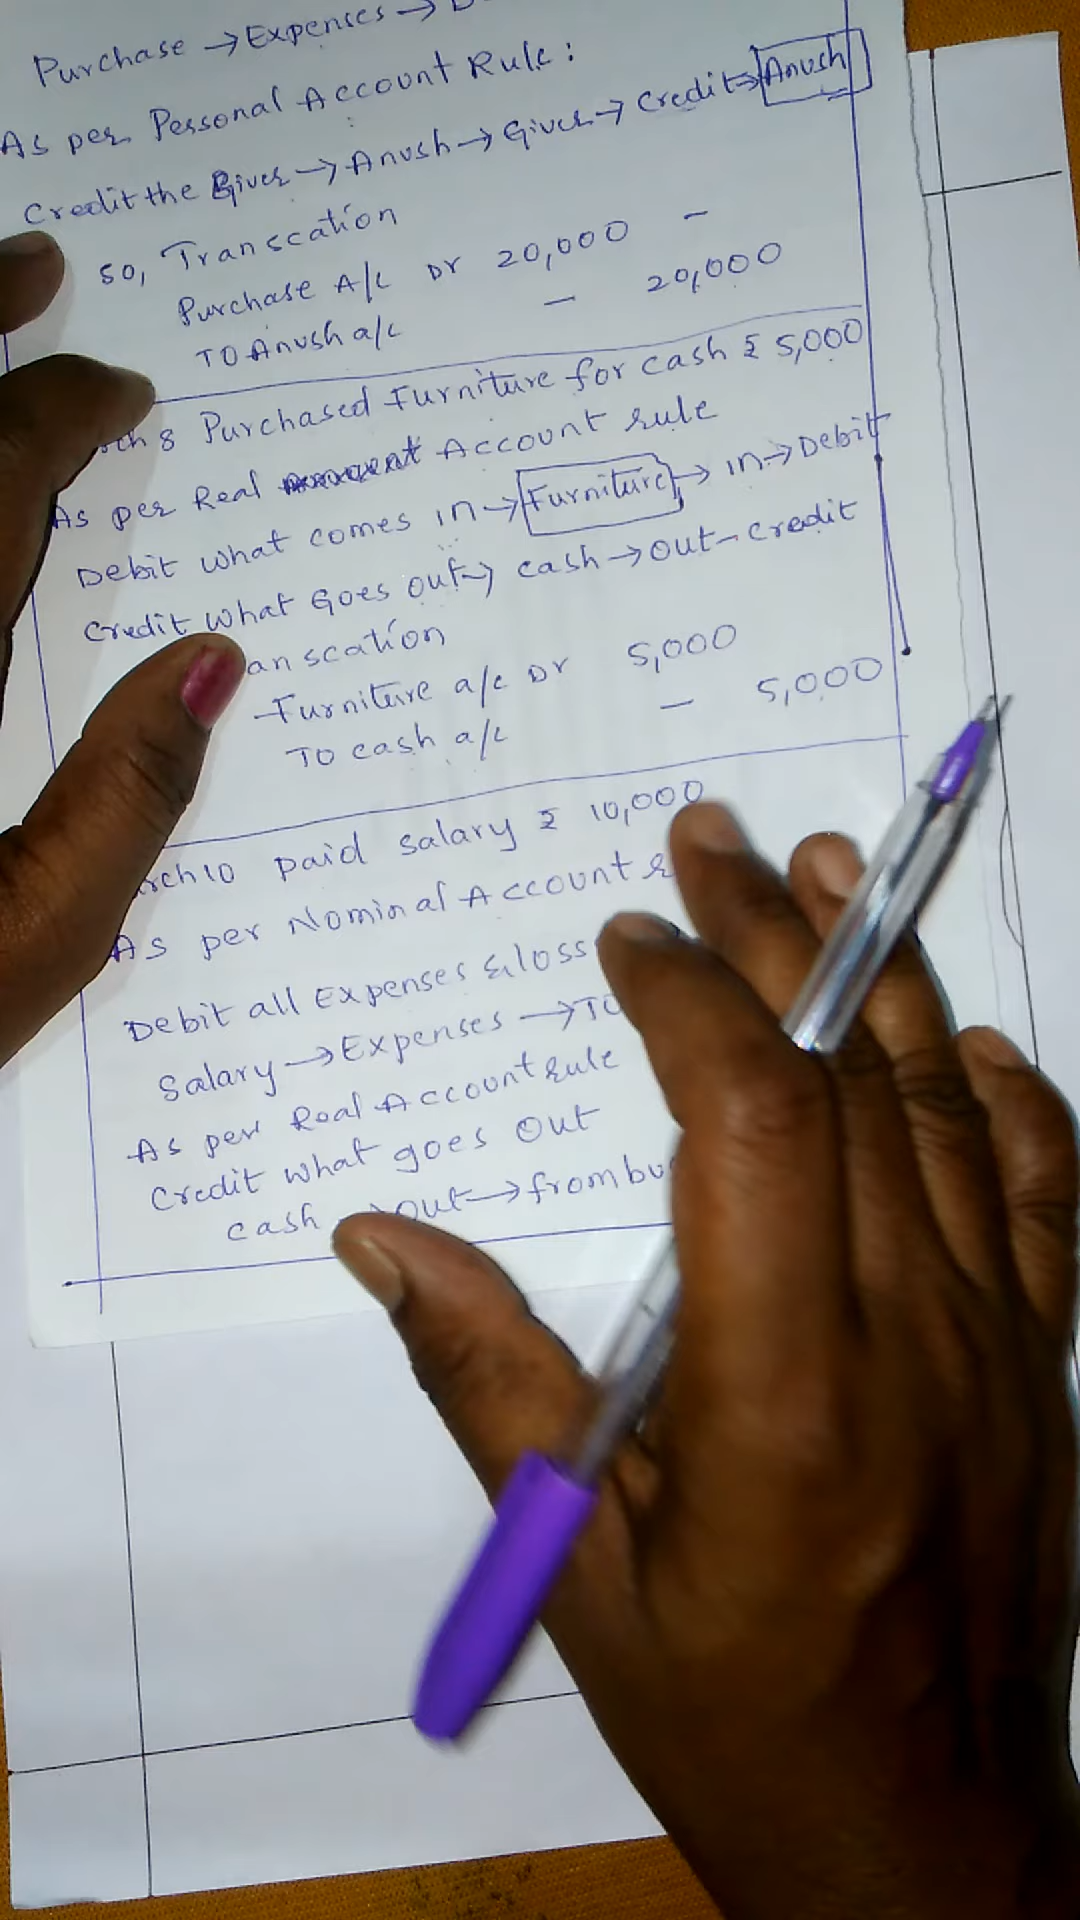 Purchase → Expenses →
As per Personal Account Rule:
Credit the Giver → Anush → Giver → Credit → Anush
So, Transcation
Purchase A/c Dr 20,000 -
To Anush a/c - 20,000
8 Purchased Furniture for cash ₹ 5,000
As per Real Account rule
Debit what comes in → Furniture → in → Debit
Credit what Goes out → cash → out - credit
anscation
Furniture a/c Dr 5,000
To cash a/c - 5,000
rch 10 paid salary ₹ 10,000
As per Nominal Account
Debit all Expenses & loss
Salary → Expenses → To
As per Real Account rule
Credit what goes out
cash → out → from bu